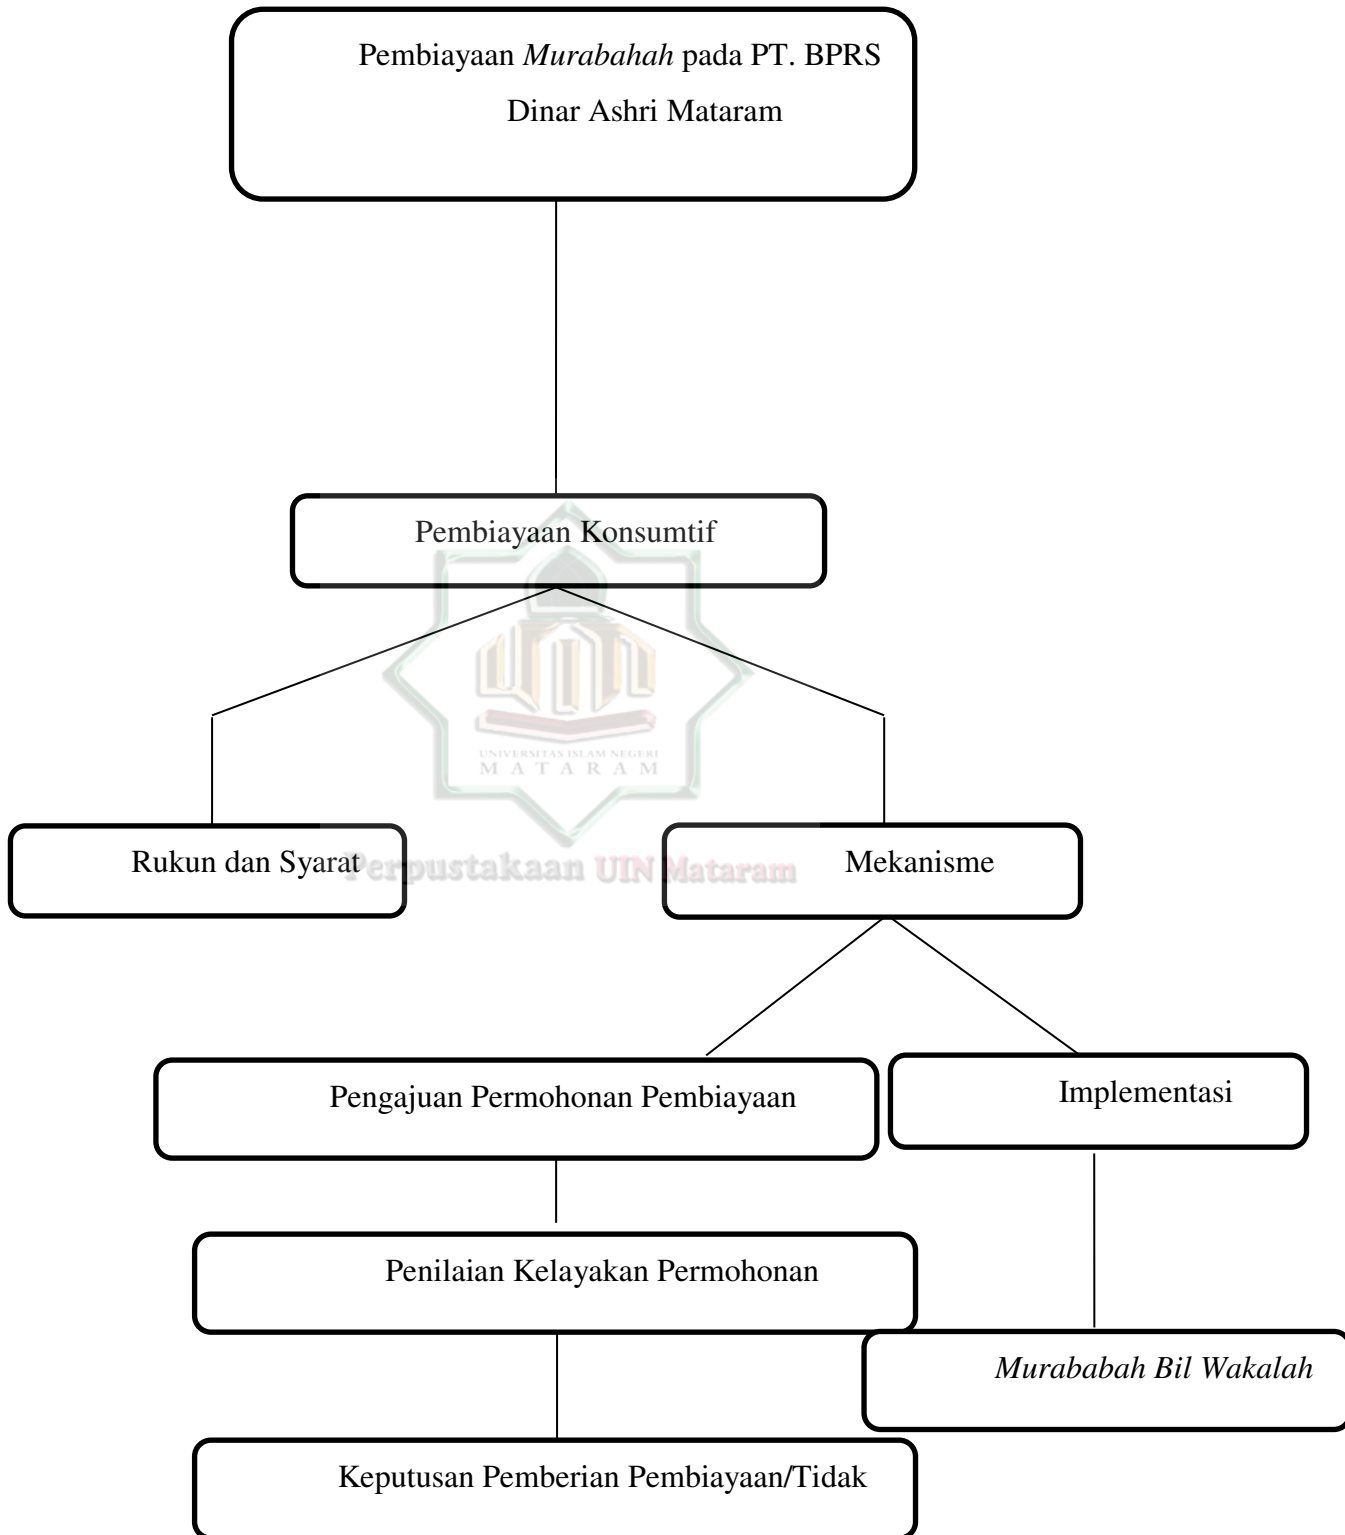 Pembiayaan Murabahah pada PT. BPRS
Dinar Ashri Mataram
Pembiayaan Konsumtif
UNIVERSITAS ISLAM NEGERI
MATARAM
Rukun dan Syarat
Perpustakaan UIN Mataram
Mekanisme
Pengajuan Permohonan Pembiayaan
Implementasi
Penilaian Kelayakan Permohonan
Murababah Bil Wakalah
Keputusan Pemberian Pembiayaan/Tidak